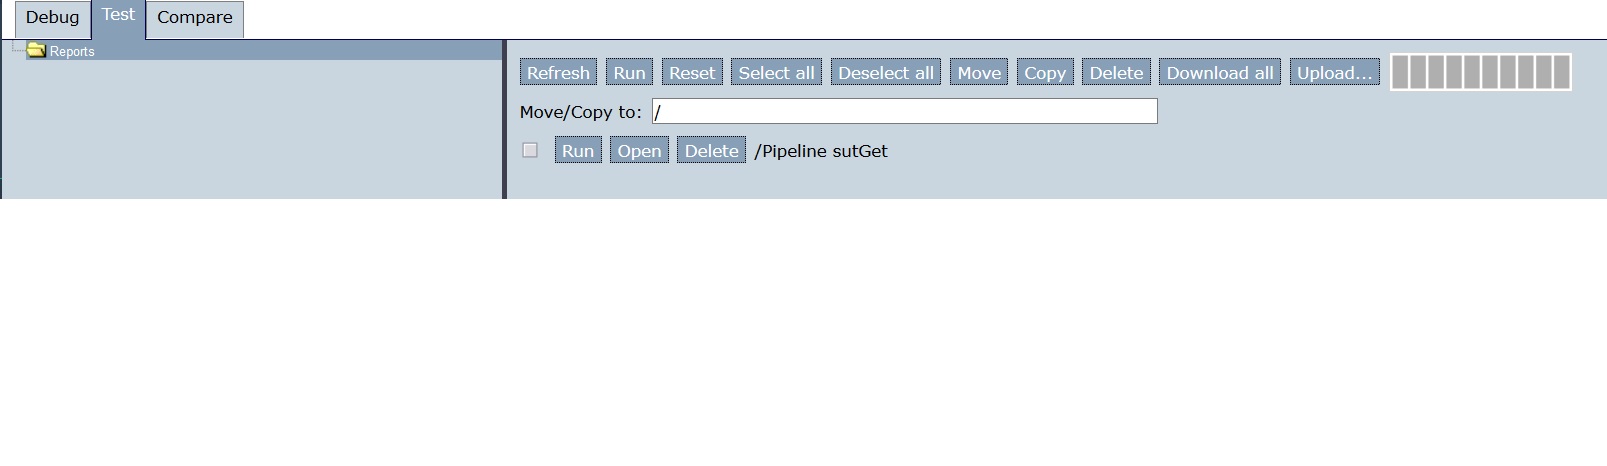 Debug Test Compare
Reports
Refresh Run Reset Select all Deselect all Move Copy Delete Download all Upload...
Move/Copy to: /
Run Open Delete /Pipeline sutGet